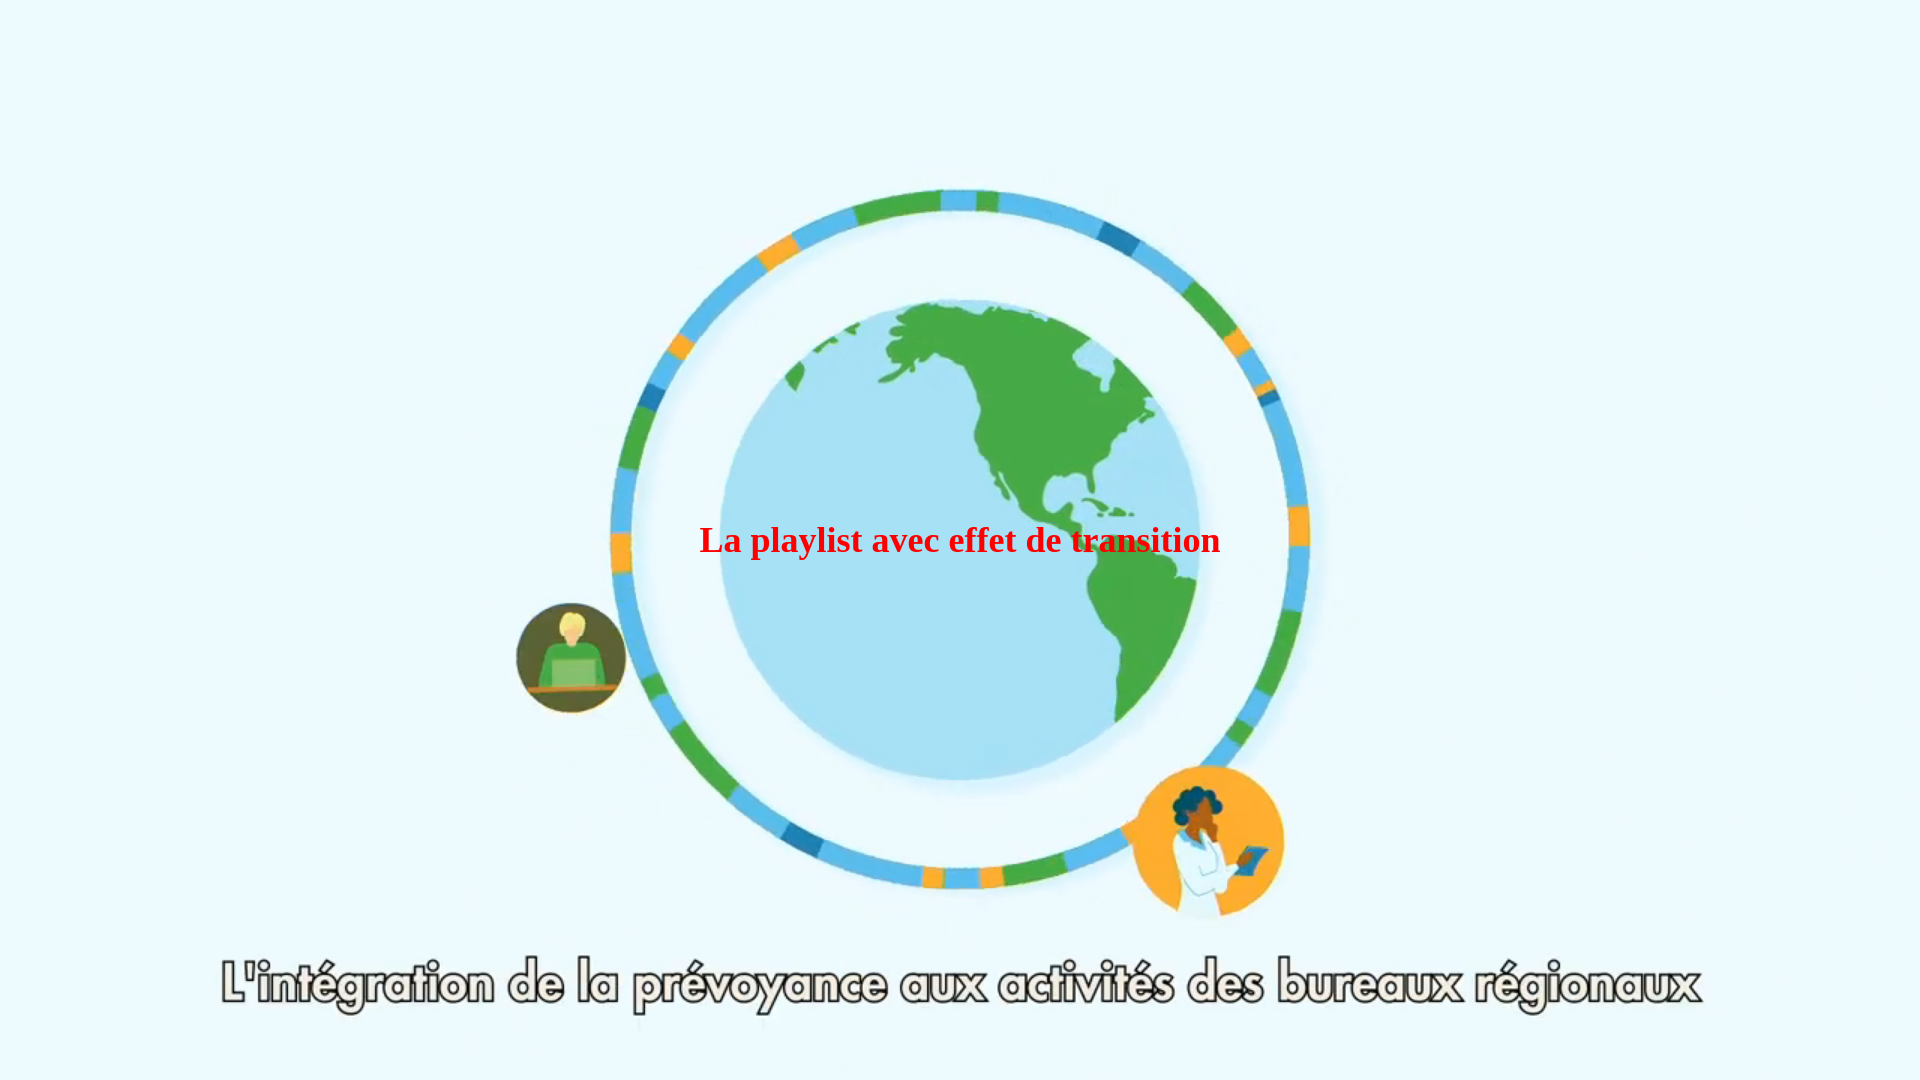 La playlist avec effet de transition
L'intégration de la prévoyance aux activités des bureaux régionaux